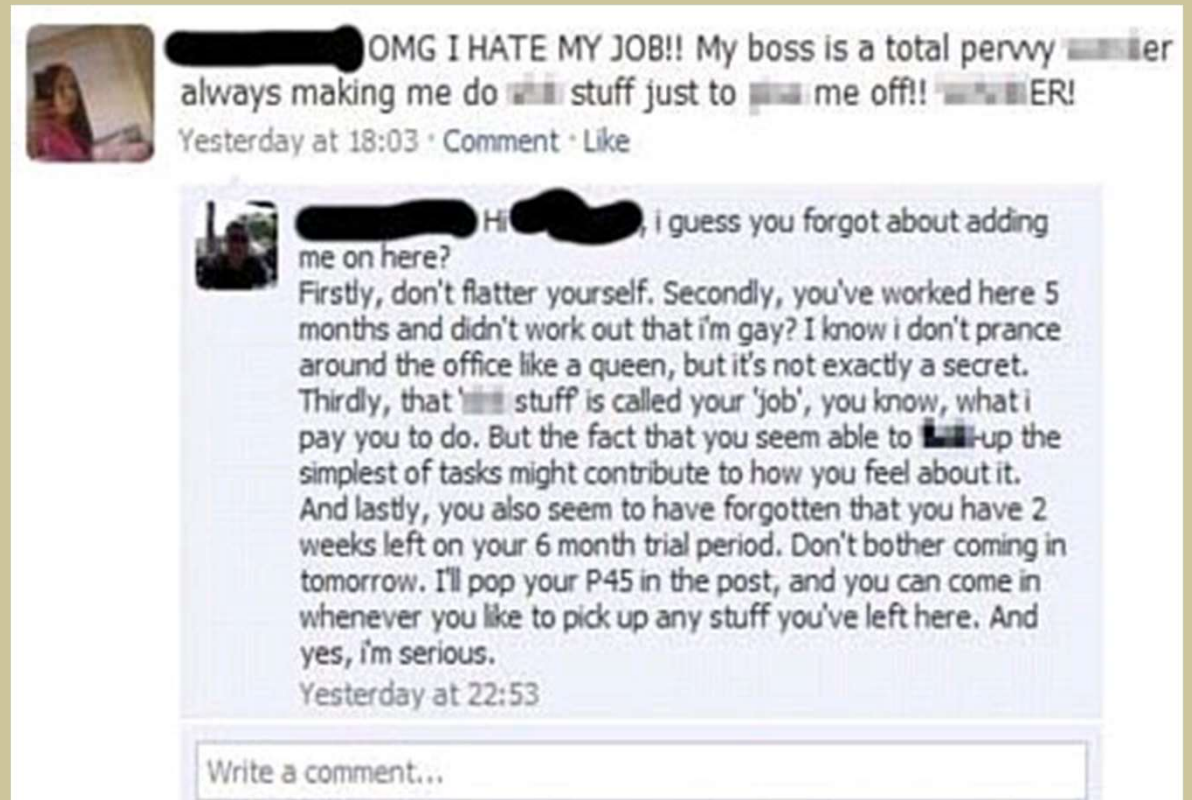 OMG I HATE MY JOB!! My boss is a total pervvy er
always making me do stuff just to me off!! ER!
Yesterday at 18:03 · Comment · Like
Hi , i guess you forgot about adding
me on here?
Firstly, don't flatter yourself. Secondly, you've worked here 5
months and didn't work out that i'm gay? I know i don't prance
around the office like a queen, but it's not exactly a secret.
Thirdly, that ' stuff' is called your 'job', you know, what i
pay you to do. But the fact that you seem able to -up the
simplest of tasks might contribute to how you feel about it.
And lastly, you also seem to have forgotten that you have 2
weeks left on your 6 month trial period. Don't bother coming in
tomorrow. I'll pop your P45 in the post, and you can come in
whenever you like to pick up any stuff you've left here. And
yes, i'm serious.
Yesterday at 22:53
Write a comment...